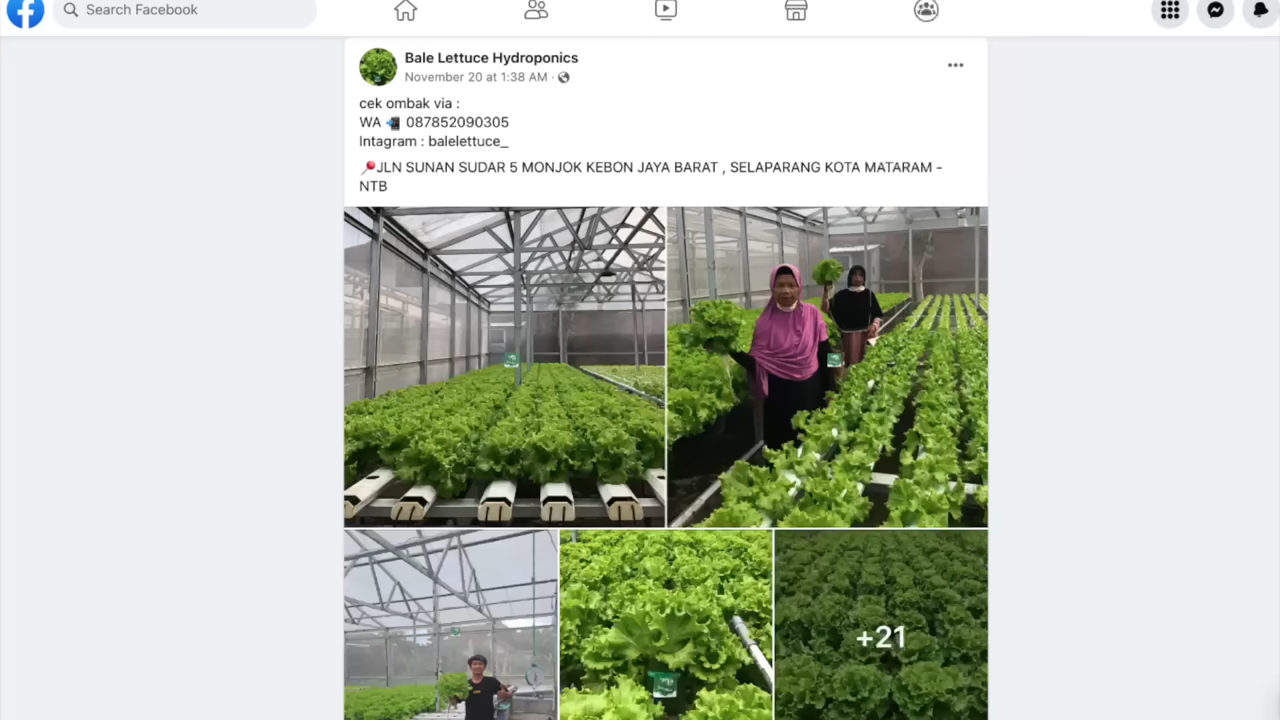 Search Facebook
Bale Lettuce Hydroponics
November 20 at 1:38 AM ·
cek ombak via :
WA 📲 087852090305
Intagram : balelettuce_
📍JLN SUNAN SUDAR 5 MONJOK KEBON JAYA BARAT , SELAPARANG KOTA MATARAM -
NTB
+21